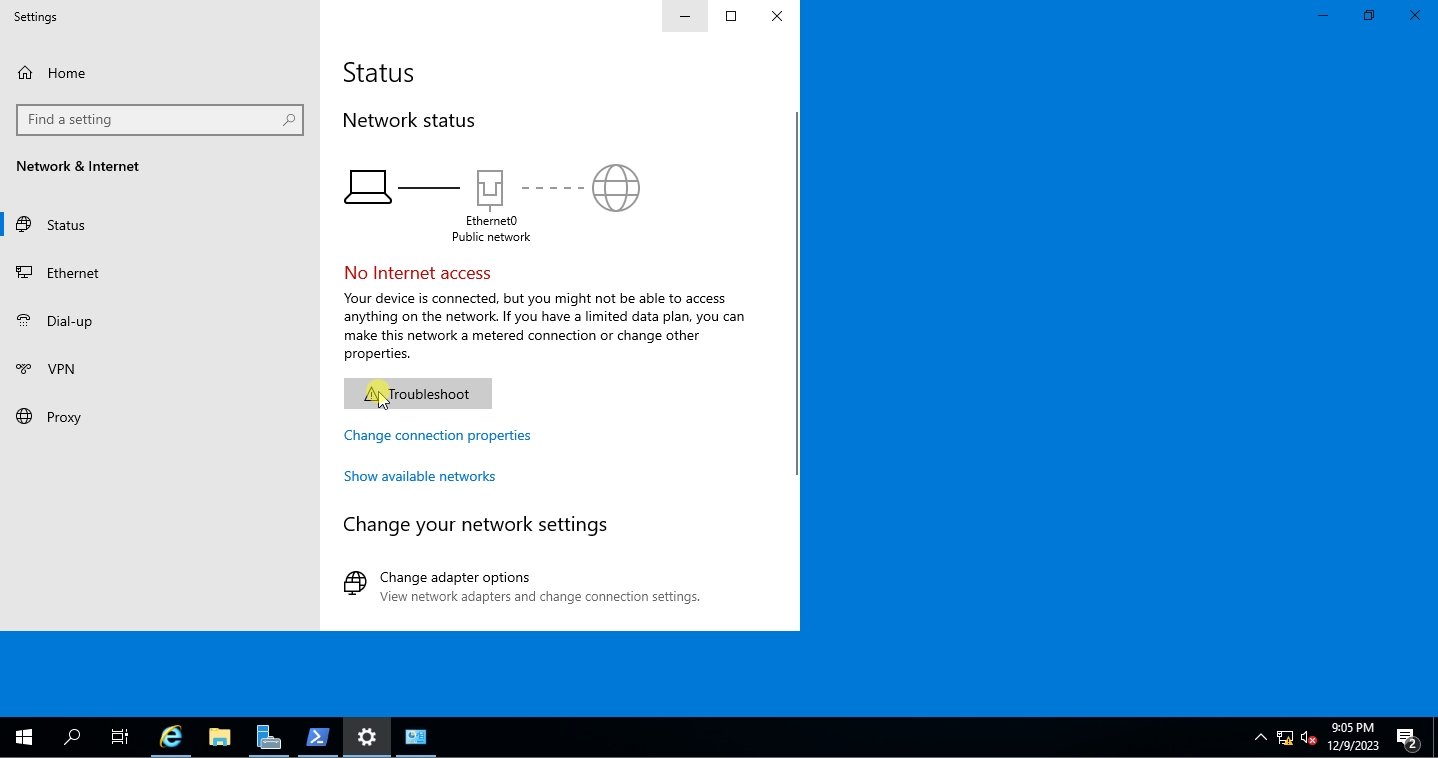 Settings
Home
Find a setting
Network & Internet
Status
Ethernet
Dial-up
VPN
Proxy
Status
Network status
Ethernet0
Public network
No Internet access
Your device is connected, but you might not be able to access
anything on the network. If you have a limited data plan, you can
make this network a metered connection or change other
properties.
Troubleshoot
Change connection properties
Show available networks
Change your network settings
Change adapter options
View network adapters and change connection settings.
9:05 PM
12/9/2023
2